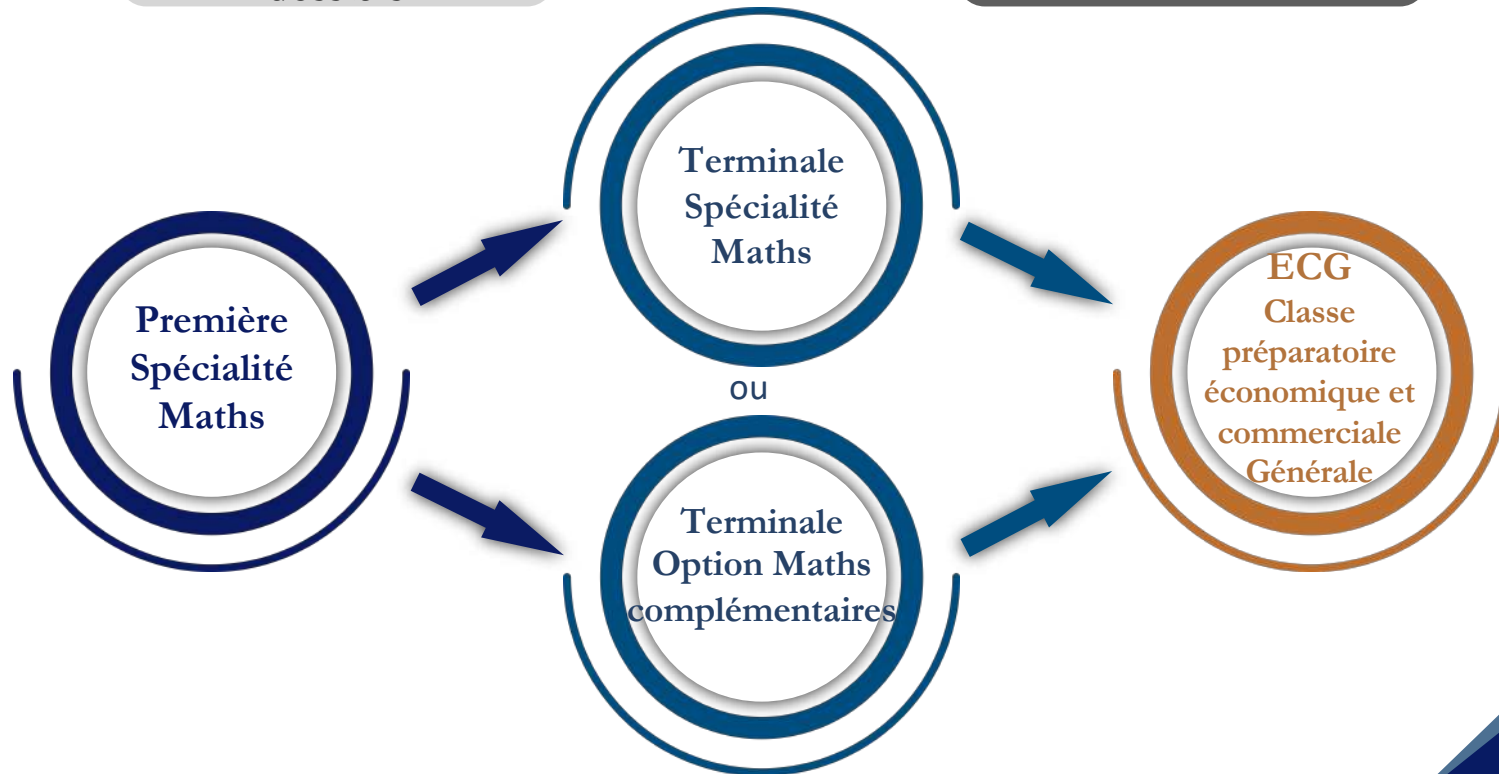 Première
Spécialité
Maths
Terminale
Spécialité
Maths
ou
Terminale
Option Maths
complémentaires
ECG
Classe
préparatoire
économique et
commerciale
Générale